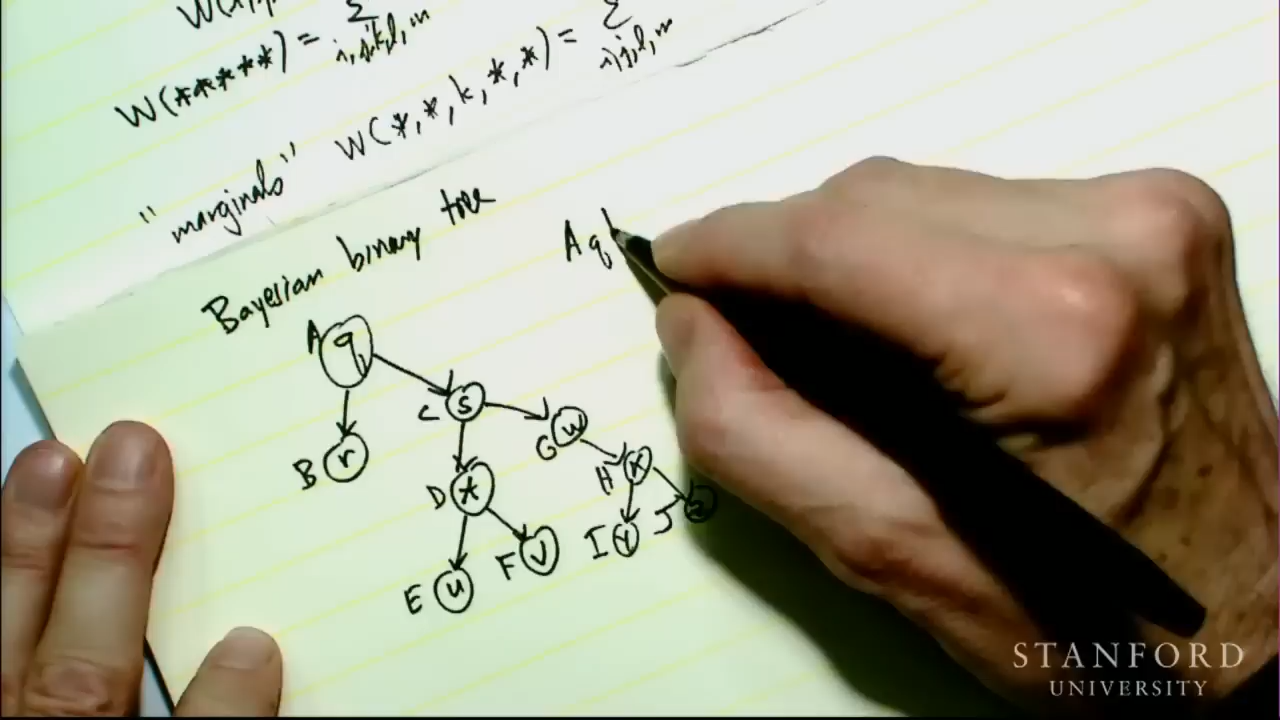 W(
W(*****) = Σ
i,j,k,l,m
"marginals" W(*,*,k,*,*) = Σ
i,j,l,m
Bayesian binary tree
A q
A q
C s
G w
B r
D *
H x
E u
F v
I y
J z
STANFORD
UNIVERSITY